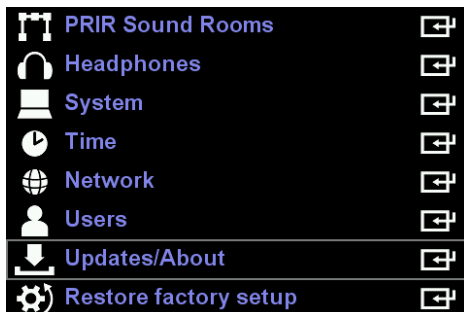 PRIR Sound Rooms
Headphones
System
Time
Network
Users
Updates/About
Restore factory setup